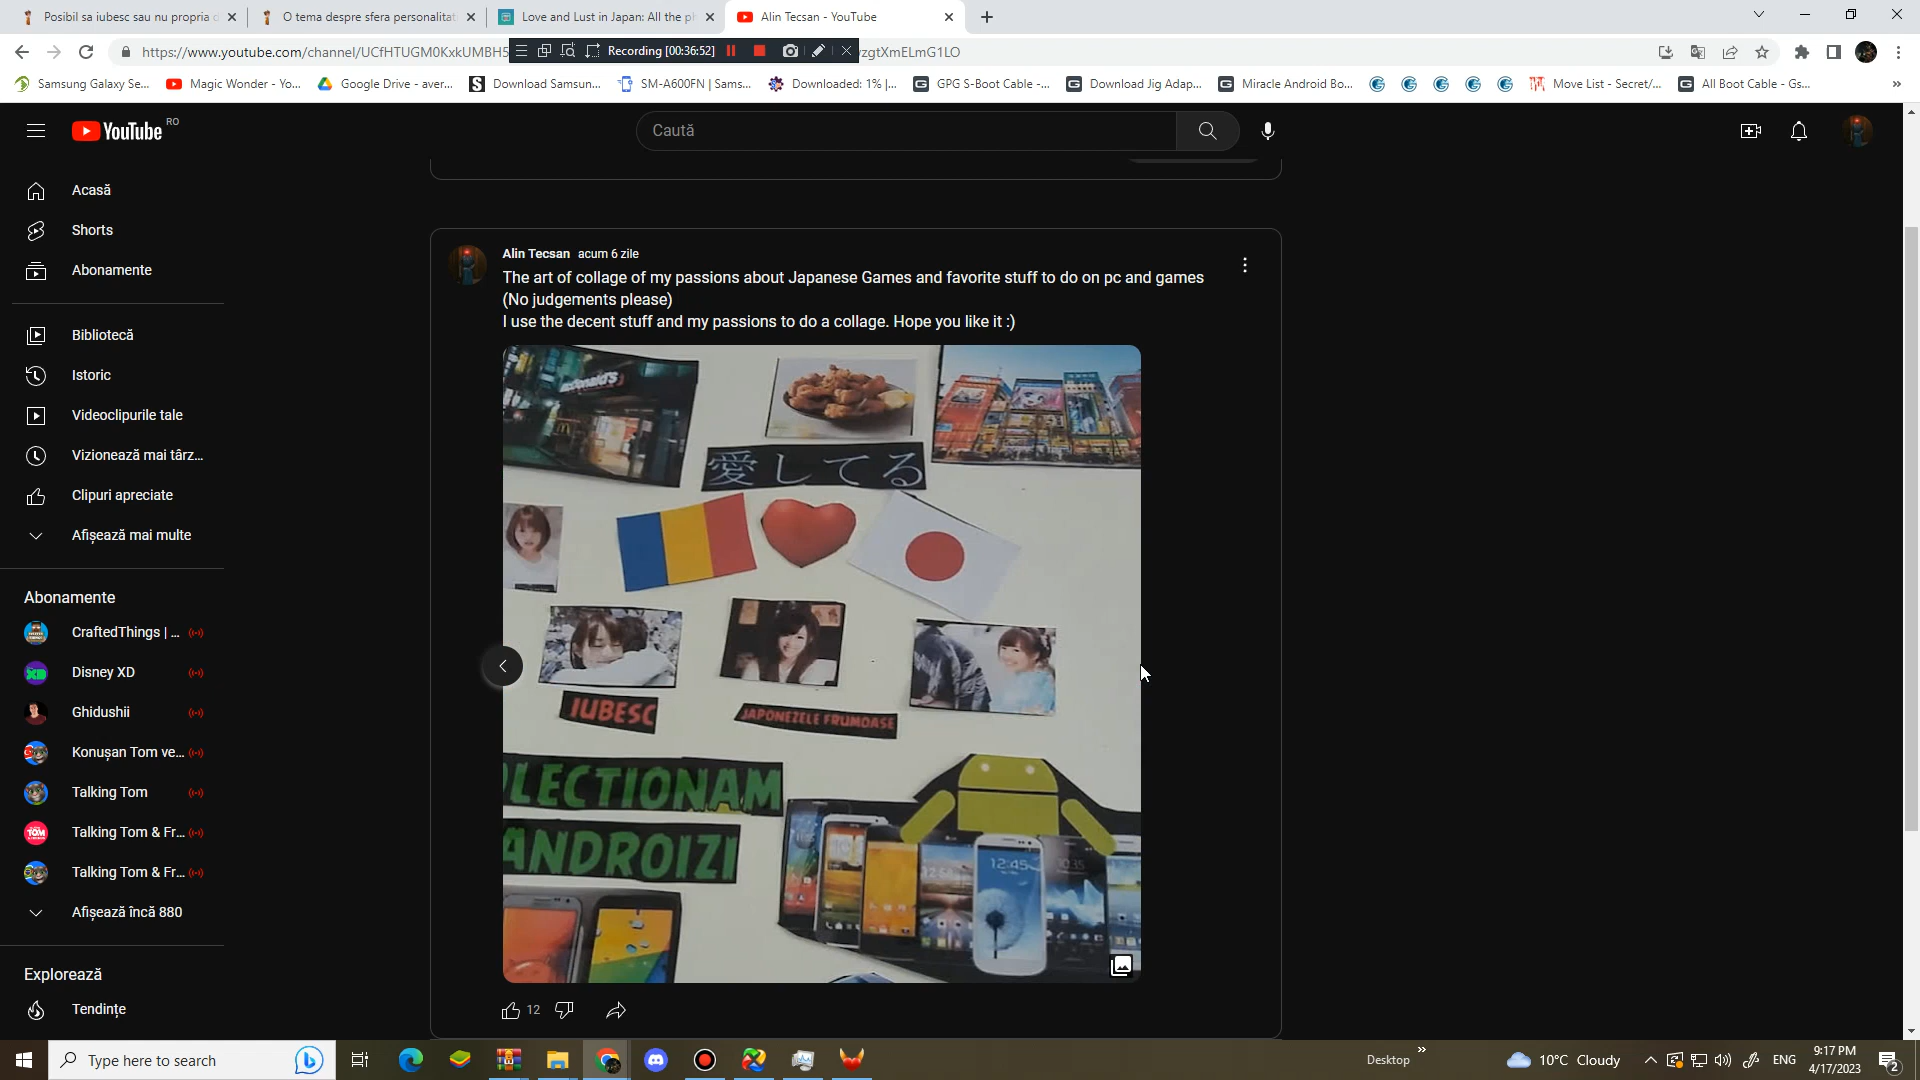 Posibil sa iubesc sau nu propria
O tema despre sfera personalitat
Love and Lust in Japan: All the p
Alin Tecsan - YouTube
https://www.youtube.com/channel/UCfHTUGM0KxkUMBH5
Recording [00:36:52]
zgtXmELmG1LO
Samsung Galaxy Se...
Magic Wonder - Yo...
Google Drive - aver...
Download Samsun...
SM-A600FN | Sams...
Downloaded: 1% |...
GPG S-Boot Cable -...
Download Jig Adap...
Miracle Android Bo...
Move List - Secret/...
All Boot Cable - Gs...
YouTube RO
Caută
Acasă
Shorts
Abonamente
Bibliotecă
Istoric
Videoclipurile tale
Vizionează mai târz...
Clipuri apreciate
Afișează mai multe
Abonamente
CraftedThings | ...
Disney XD
Ghidushii
Konușan Tom ve...
Talking Tom
Talking Tom & Fr...
Talking Tom & Fr...
Afișează încă 880
Explorează
Tendințe
Alin Tecsan acum 6 zile
The art of collage of my passions about Japanese Games and favorite stuff to do on pc and games
(No judgements please)
I use the decent stuff and my passions to do a collage. Hope you like it :)
McDonald's
愛してる
IUBESC
JAPONEZELE FRUMOASE
LECTIONAM
ANDROIZI
12:45
12
Type here to search
Desktop
10°C Cloudy
ENG
9:17 PM
4/17/2023
2